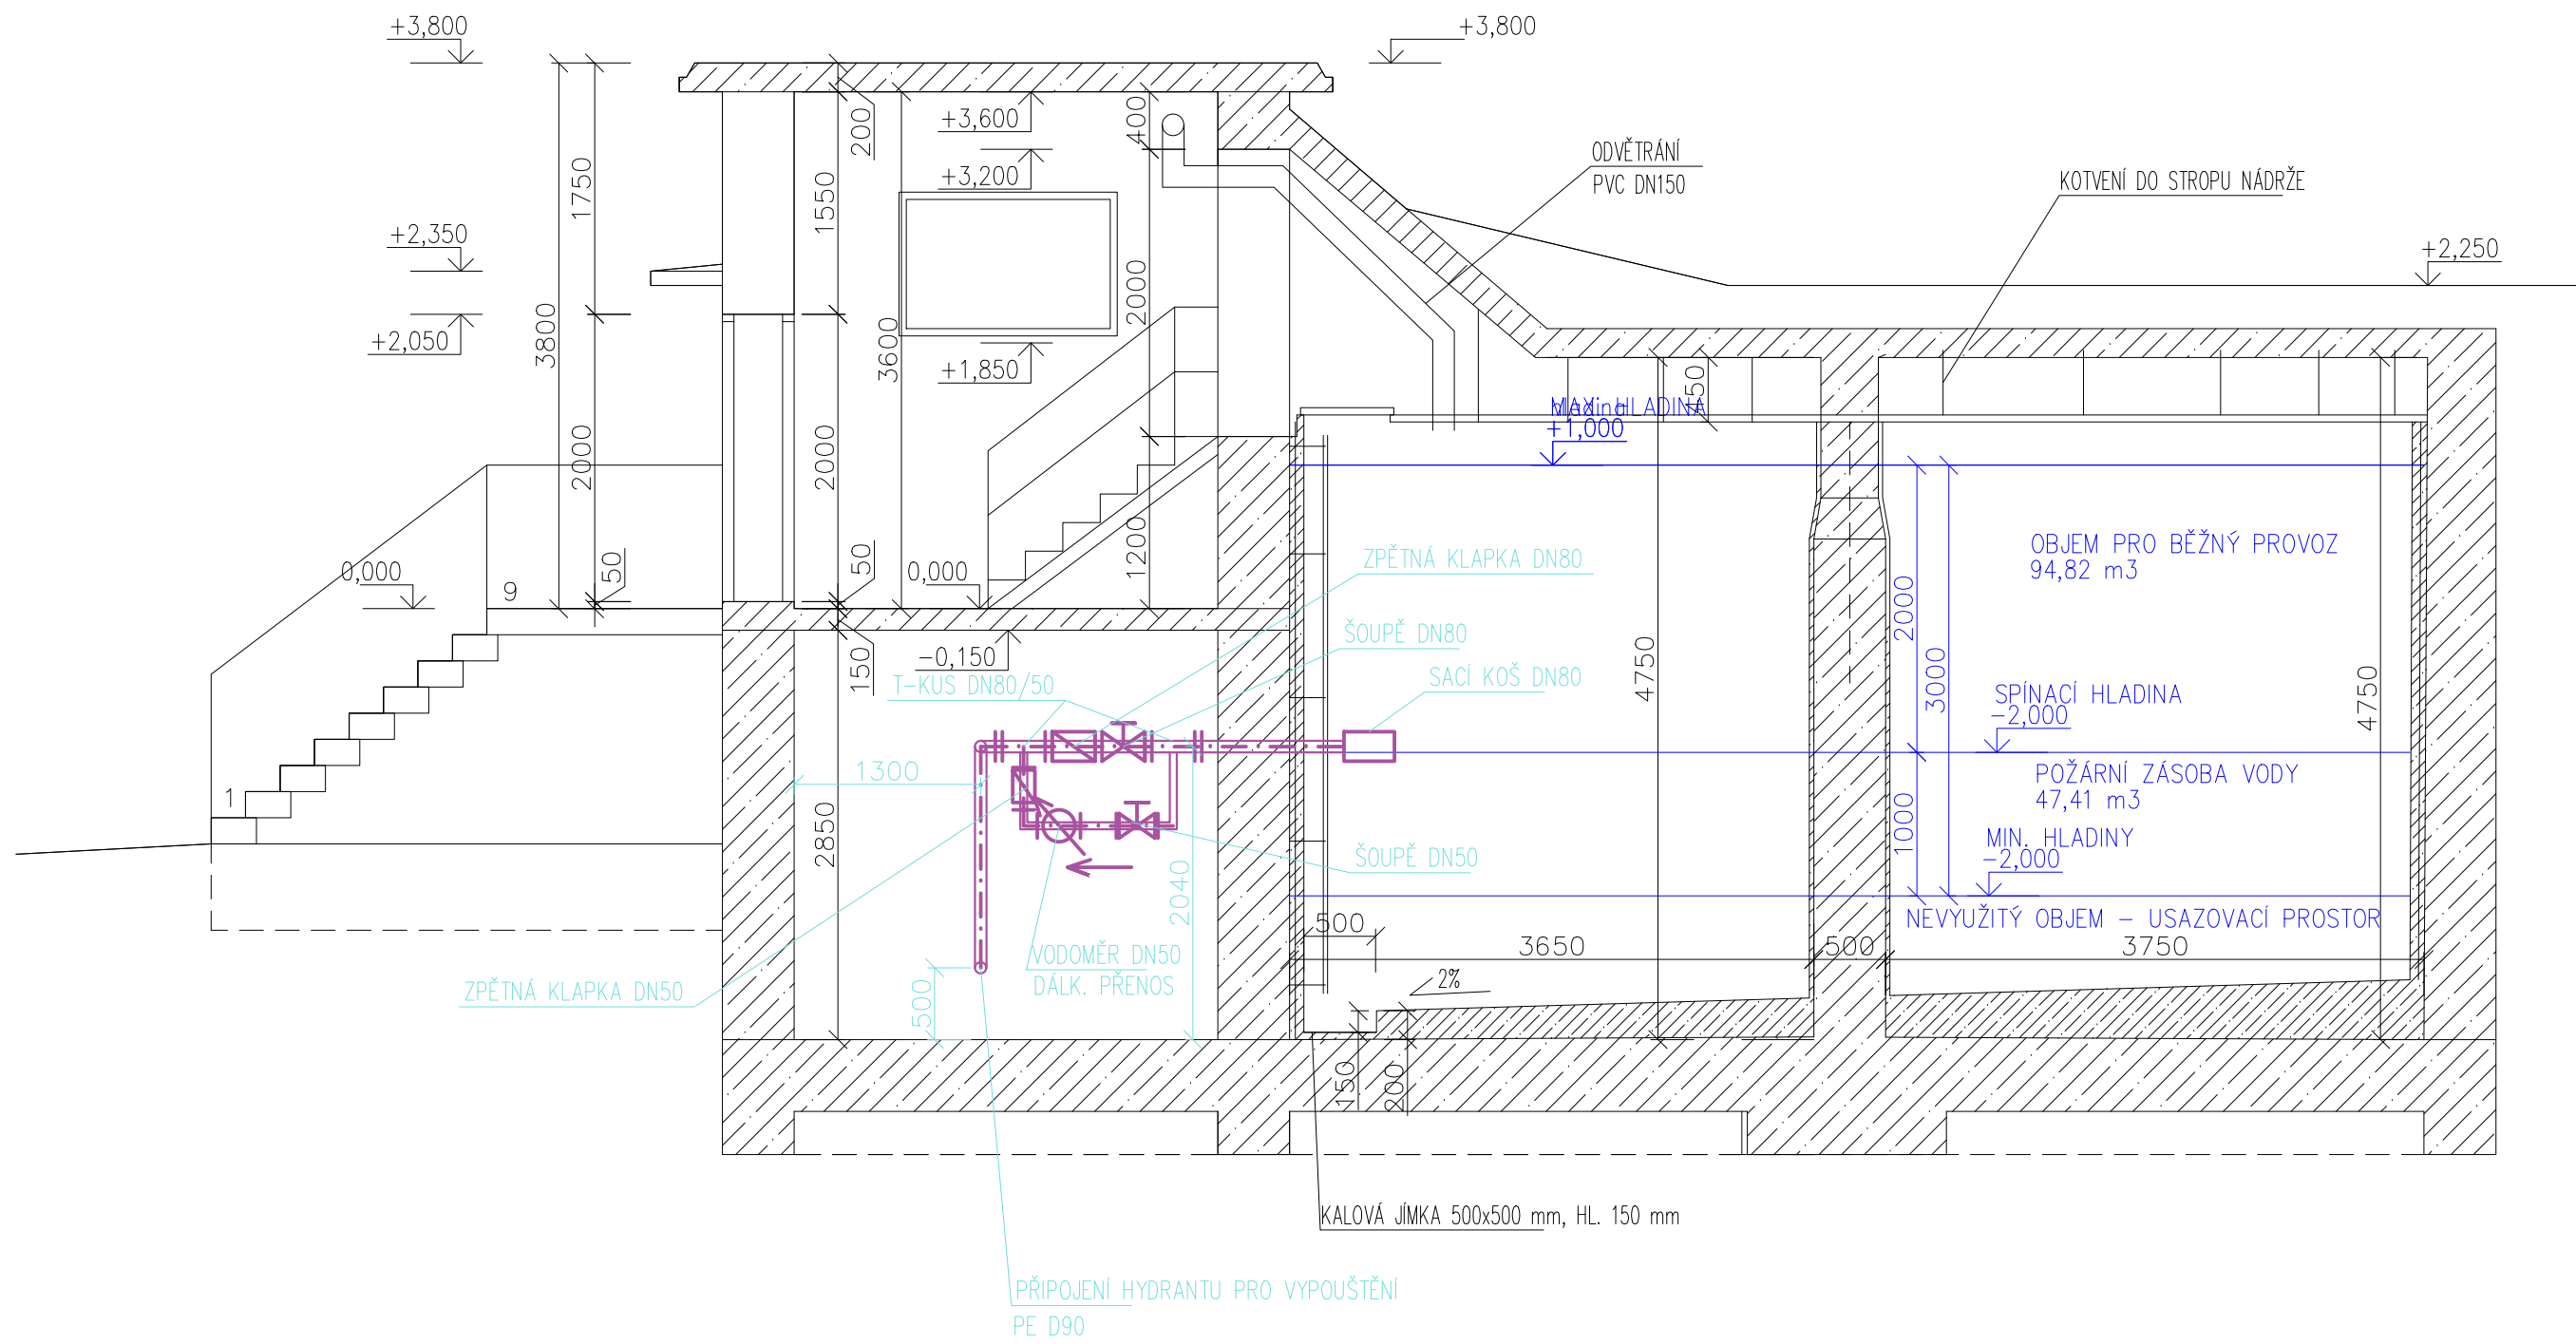 +3,800
+3,800
+3,600
400
200
ODVĚTRÁNÍ
PVC DN150
+3,200
KOTVENÍ DO STROPU NÁDRŽE
1750
1550
+2,350
+2,250
2000
+2,050
3800
3600
+1,850
450
MAX. HLADINA
+1,000
2000
2000
OBJEM PRO BĚŽNÝ PROVOZ
94,82 m3
ZPĚTNÁ KLAPKA DN80
0,000
9
50
50
0,000
1200
2000
ŠOUPĚ DN80
-0,150
150
T-KUS DN80/50
SACÍ KOŠ DN80
4750
3000
SPÍNACÍ HLADINA
-2,000
4750
1300
POŽÁRNÍ ZÁSOBA VODY
47,41 m3
1
2850
1000
MIN. HLADINY
-2,000
ŠOUPĚ DN50
2040
NEVYUŽITÝ OBJEM - USAZOVACÍ PROSTOR
500
3650
500
3750
VODOMĚR DN50
DÁLK. PŘENOS
ZPĚTNÁ KLAPKA DN50
500
2%
150
200
KALOVÁ JÍMKA 500x500 mm, HL. 150 mm
PŘIPOJENÍ HYDRANTU PRO VYPOUŠTĚNÍ
PE D90